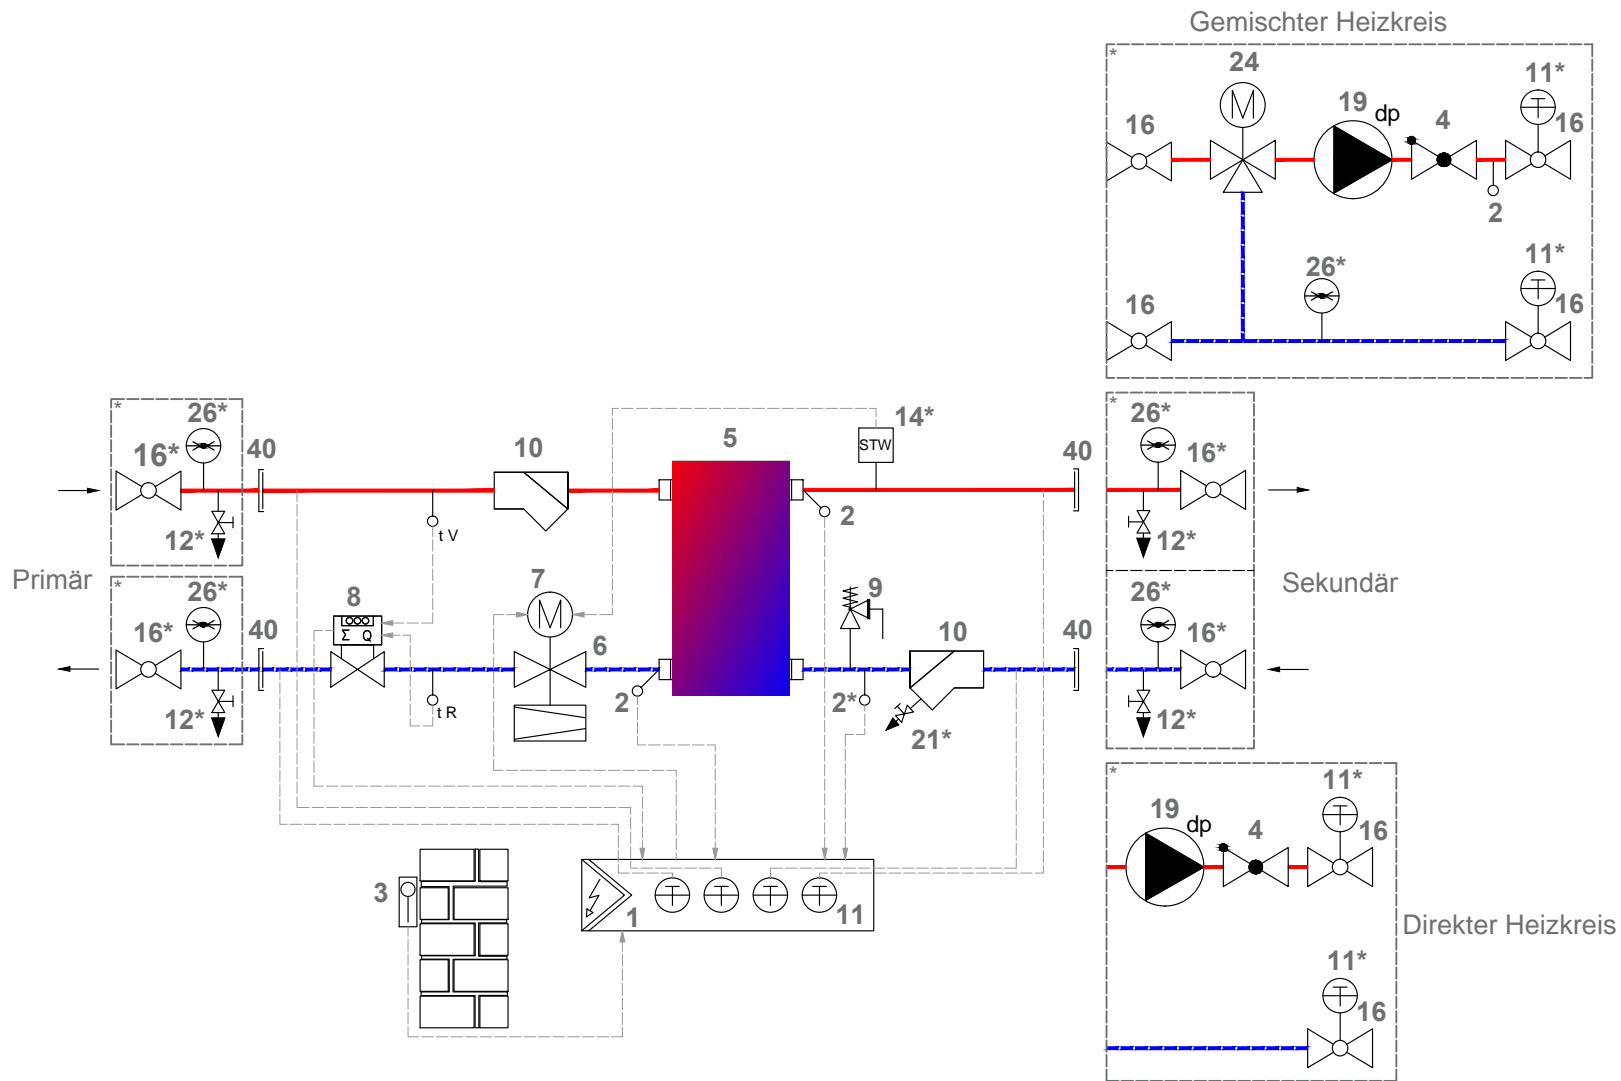 Gemischter Heizkreis
*
24
11*
19
dp
4
16
16
2
11*
26*
16
16
*
26*
14*
*
26*
16*
40
10
5
40
16*
STW
2
12*
t V
12*
Primär
Sekundär
*
26*
7
9
26*
8
M
16*
40
Σ Q
6
10
40
16*
2
2*
t R
12*
21*
12*
*
11*
19
dp
4
16
3
1
11
Direkter Heizkreis
11*
16
M
T
T
T
T
T
T
T
T